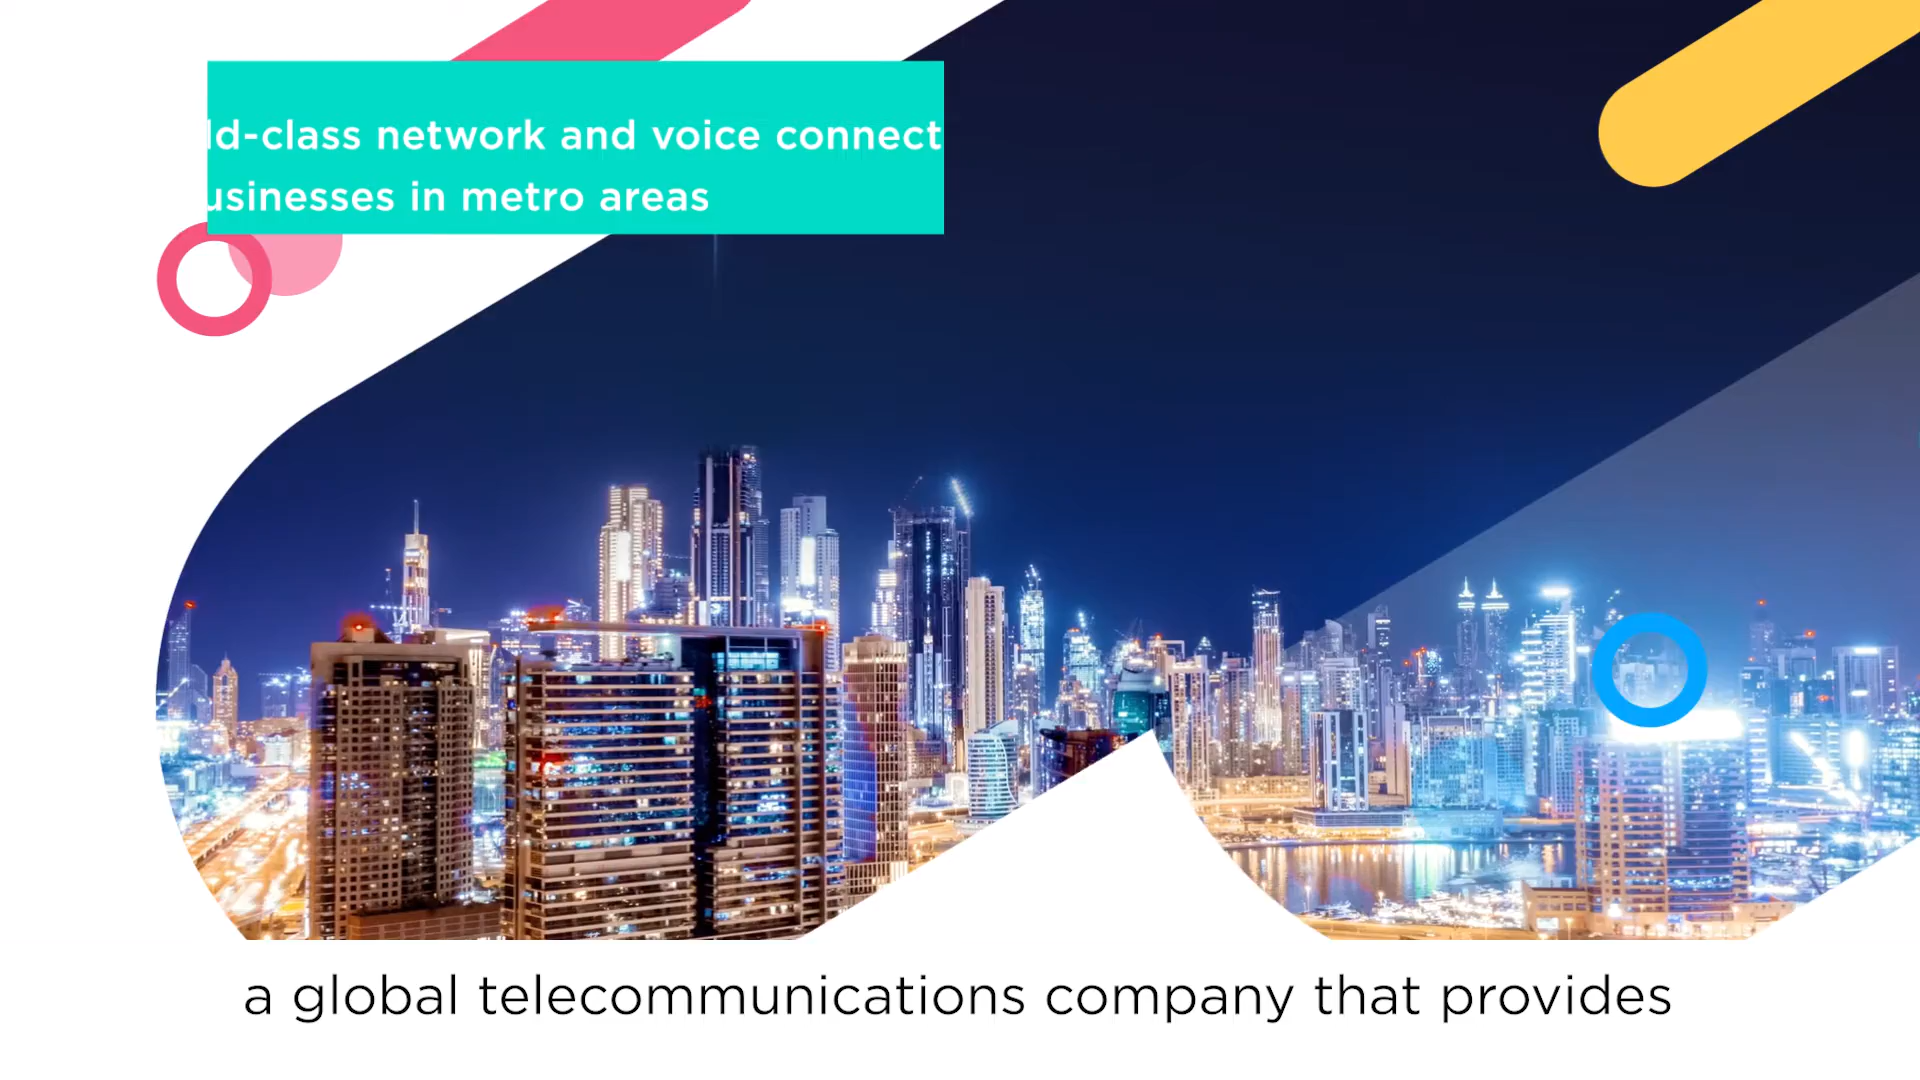 ld-class network and voice connect
usinesses in metro areas
a global telecommunications company that provides